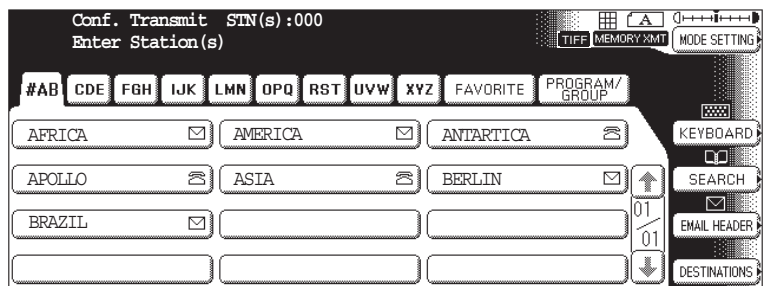 Conf. Transmit STN(s):000
Enter Station(s)
A
TIFF MEMORY XMT MODE SETTING
#AB CDE FGH IJK LMN OPQ RST UVW XYZ FAVORITE PROGRAM/
GROUP
AFRICA AMERICA ANTARTICA KEYBOARD
APOLLO ASIA BERLIN SEARCH
BRAZIL 01 EMAIL HEADER
01
DESTINATIONS